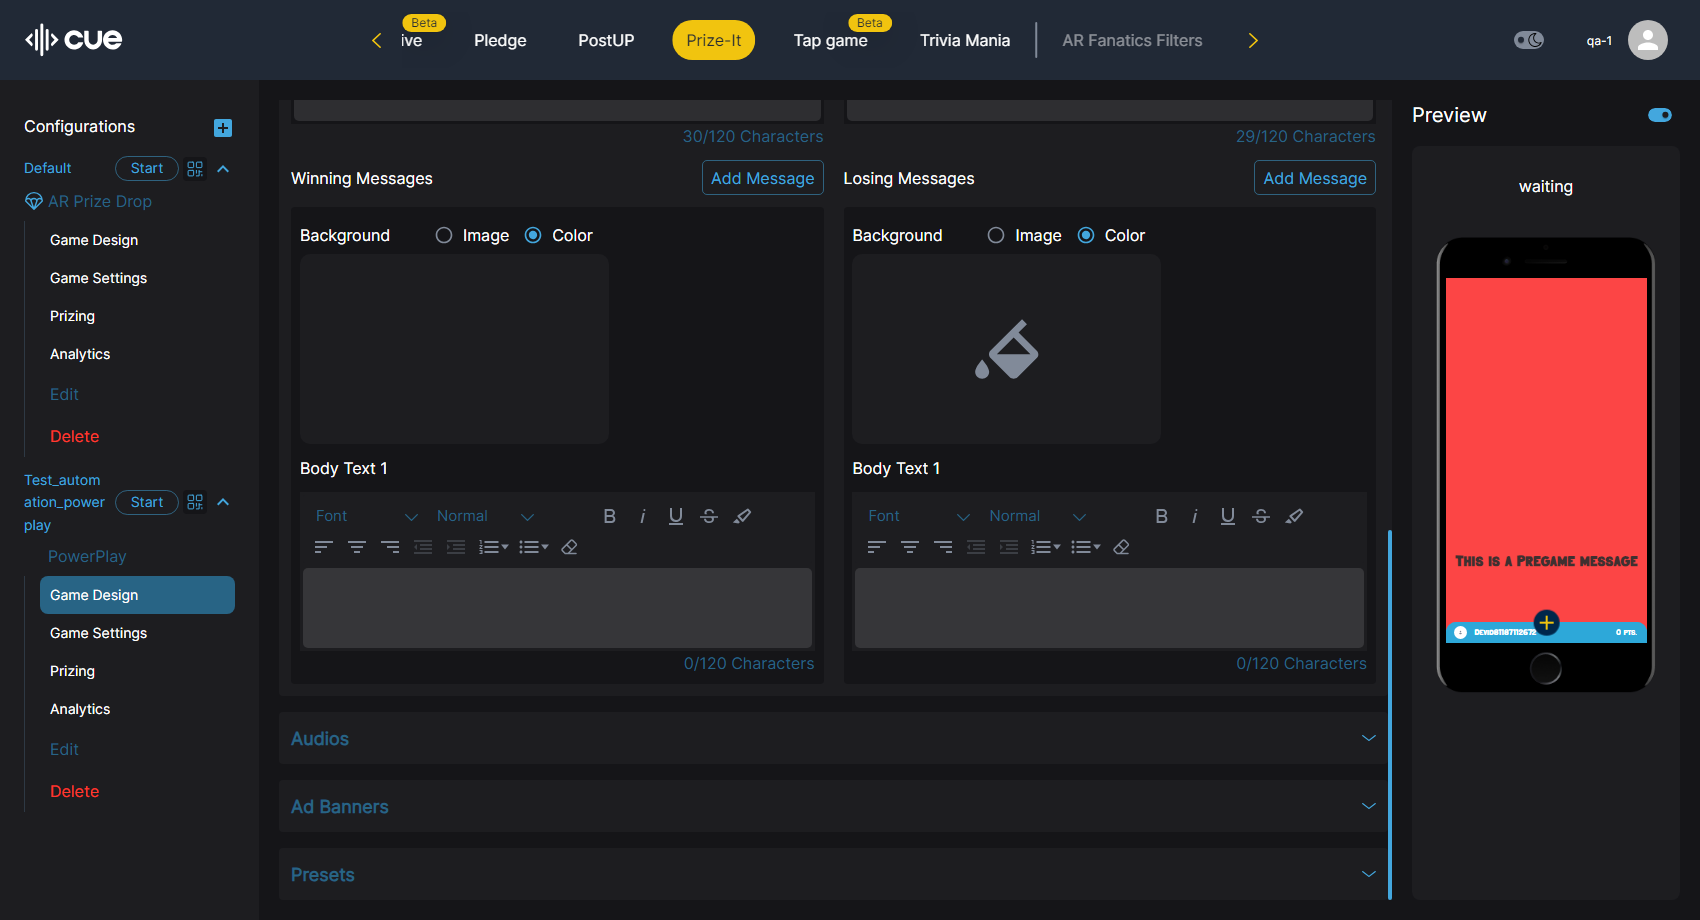 cue
ive
Beta
Pledge
PostUP
Prize-It
Tap game
Beta
Trivia Mania
AR Fanatics Filters
qa-1
Configurations
Default
Start
AR Prize Drop
Game Design
Game Settings
Prizing
Analytics
Edit
Delete
Test_autom
ation_power
play
Start
PowerPlay
Game Design
Game Settings
Prizing
Analytics
Edit
Delete
30/120 Characters
29/120 Characters
Winning Messages
Add Message
Losing Messages
Add Message
Background
Image
Color
Background
Image
Color
Body Text 1
Body Text 1
Font
Normal
Font
Normal
0/120 Characters
0/120 Characters
Audios
Ad Banners
Presets
Preview
waiting
This is a Pregame message
0 pts.